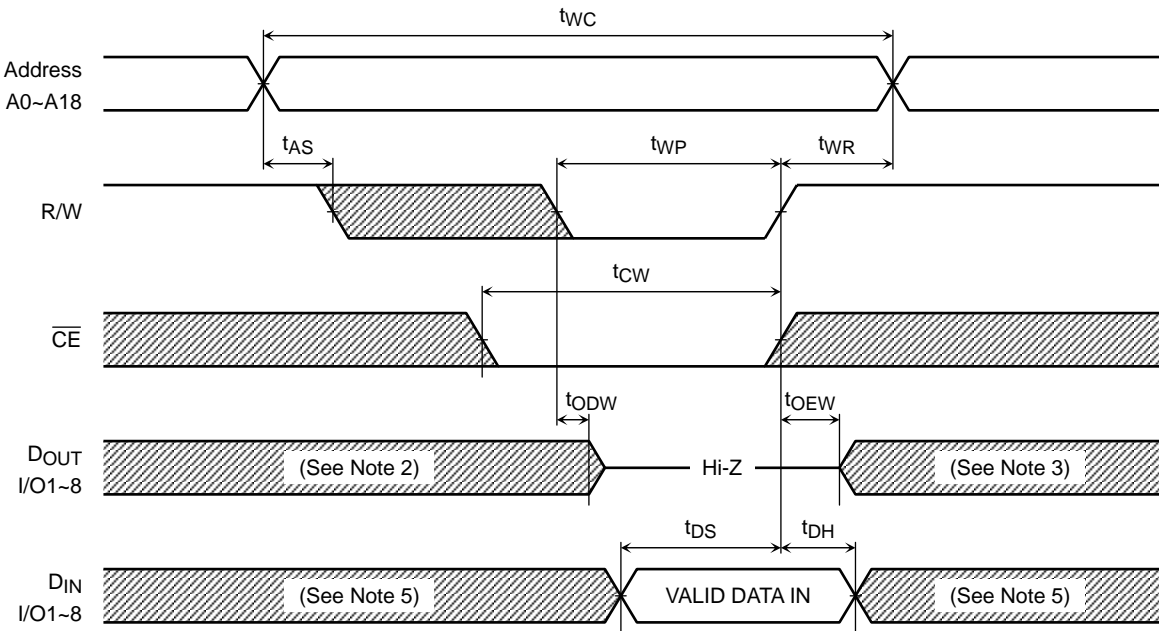 tWC
Address
A0~A18
tAS
tWP
tWR
R/W
tCW
CE
tODW
tOEW
DOUT
I/O1~8
(See Note 2)
Hi-Z
(See Note 3)
tDS
tDH
DIN
I/O1~8
(See Note 5)
VALID DATA IN
(See Note 5)